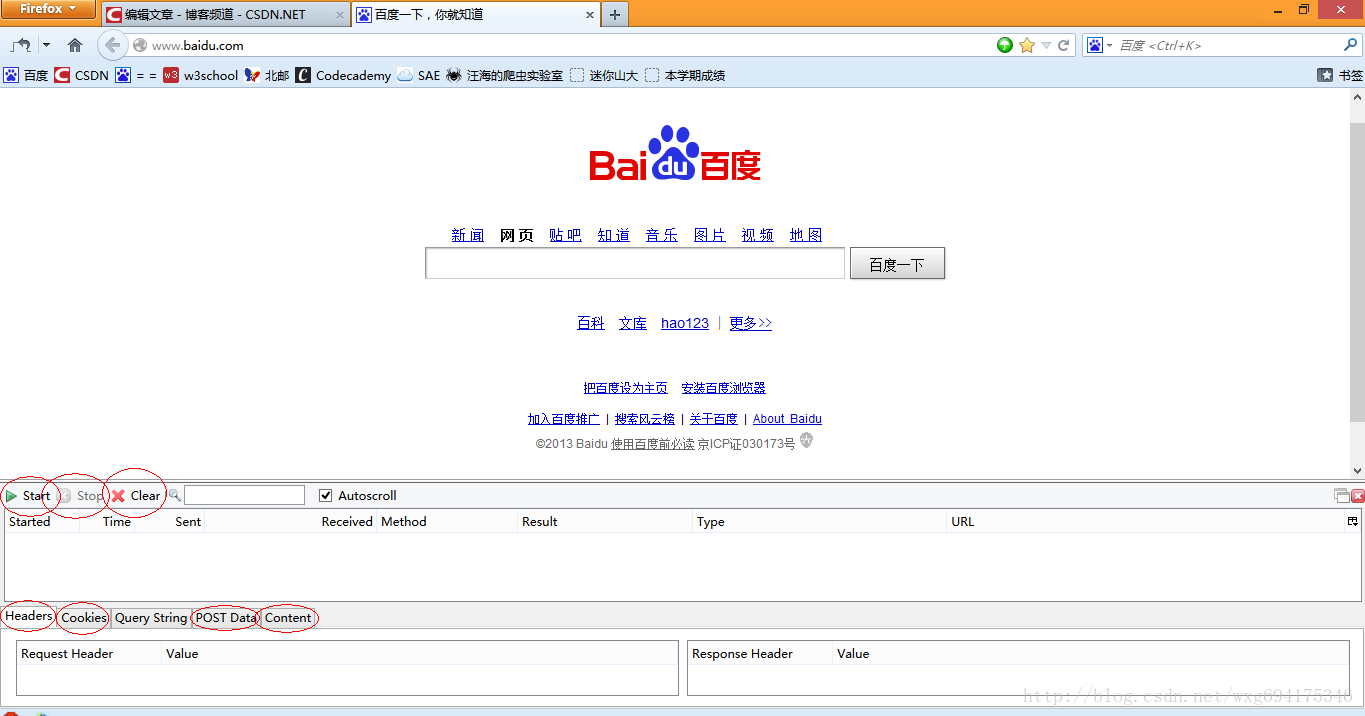 Firefox
编辑文章 - 博客频道 - CSDN.NET
百度一下，你就知道
www.baidu.com
百度 <Ctrl+K>
百度 CSDN = = w3 w3school 北邮 C Codecademy SAE 汪海的爬虫实验室 迷你山大 本学期成绩 书签
Bai du 百度
新 闻 网 页 贴 吧 知 道 音 乐 图 片 视 频 地 图
百度一下
百科 文库 hao123 | 更多>>
把百度设为主页 安装百度浏览器
加入百度推广 | 搜索风云榜 | 关于百度 | About Baidu
©2013 Baidu 使用百度前必读 京ICP证030173号
Start Stop Clear Autoscroll
Started Time Sent Received Method Result Type URL
Headers Cookies Query String POST Data Content
Request Header Value Response Header Value
http://blog.csdn.net/wxg694175346